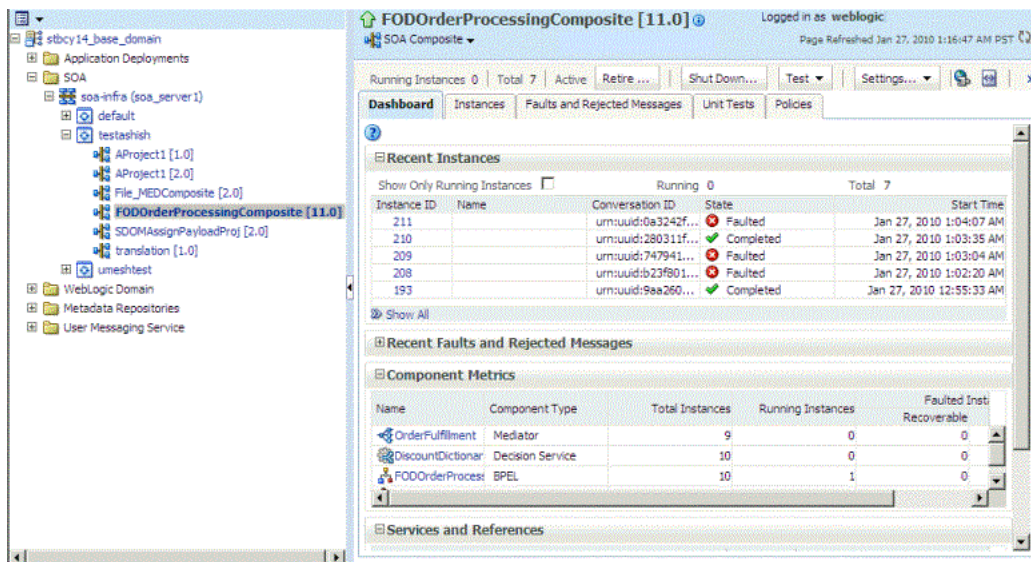 stbcy14_base_domain
Application Deployments
SOA
soa-infra (soa_server1)
default
testashish
AProject1 [1.0]
AProject1 [2.0]
File_MEDComposite [2.0]
FODOrderProcessingComposite [11.0]
SDOMAssignPayloadProj [2.0]
translation [1.0]
umeshtest
WebLogic Domain
Metadata Repositories
User Messaging Service
FODOrderProcessingComposite [11.0] Logged in as weblogic
SOA Composite Page Refreshed Jan 27, 2010 1:16:47 AM PST
Running Instances 0 Total 7 Active Retire ... Shut Down... Test Settings...
Dashboard Instances Faults and Rejected Messages Unit Tests Policies
Recent Instances
Show Only Running Instances Running 0 Total 7
Instance ID Name Conversation ID State Start Time
211 urn:uuid:0a3242f... Faulted Jan 27, 2010 1:04:07 AM
210 urn:uuid:280311f... Completed Jan 27, 2010 1:03:35 AM
209 urn:uuid:747941... Faulted Jan 27, 2010 1:03:04 AM
208 urn:uuid:b23f801... Faulted Jan 27, 2010 1:02:20 AM
193 urn:uuid:9aa260... Completed Jan 27, 2010 12:55:33 AM
Show All
Recent Faults and Rejected Messages
Component Metrics
Name Component Type Total Instances Running Instances Faulted Inst
Recoverable
OrderFulfillment Mediator 9 0 0
DiscountDictionar Decision Service 10 0 0
FODOrderProcess BPEL 10 1 0
Services and References